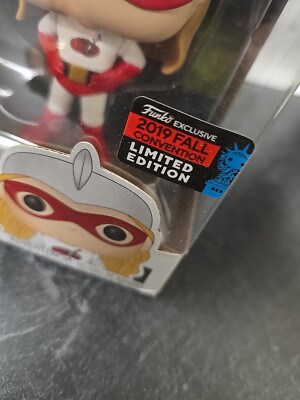 Funko EXCLUSIVE
2019 FALL
CONVENTION
LIMITED
EDITION